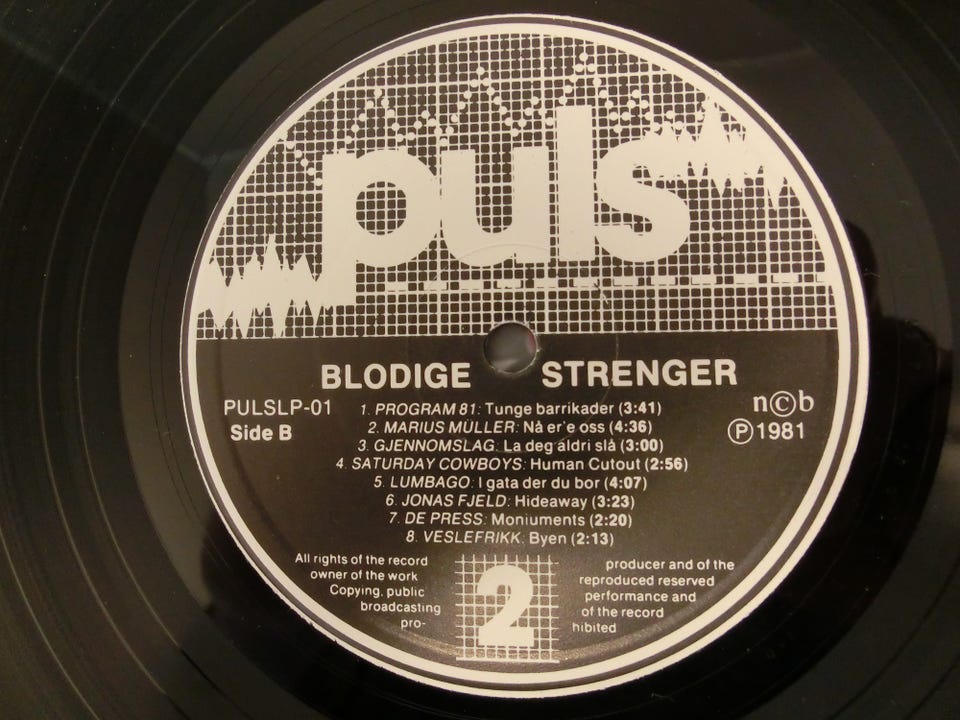 puls
BLODIGE STRENGER
PULSLP-01
Side B
n©b
Ⓟ1981
1. PROGRAM 81: Tunge barrikader (3:41)
2. MARIUS MÜLLER: Nå er'e oss (4:36)
3. GJENNOMSLAG: La deg aldri slå (3:00)
4. SATURDAY COWBOYS: Human Cutout (2:56)
5. LUMBAGO: I gata der du bor (4:07)
6. JONAS FJELD: Hideaway (3:23)
7. DE PRESS: Moniuments (2:20)
8. VESLEFRIKK: Byen (2:13)
All rights of the record
owner of the work
Copying, public
broadcasting
pro-
2
producer and of the
reproduced reserved
performance and
of the record
hibited